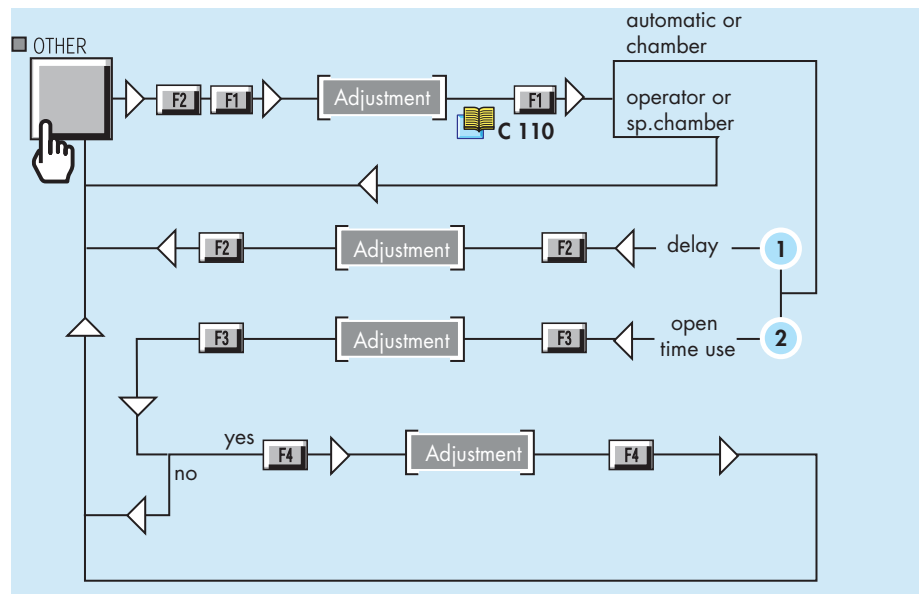 automatic or
chamber
OTHER
F2 F1 Adjustment F1
operator or
sp.chamber
C 110
F2 Adjustment F2 delay 1
F3 Adjustment F3 open
time use 2
yes F4 Adjustment F4
no